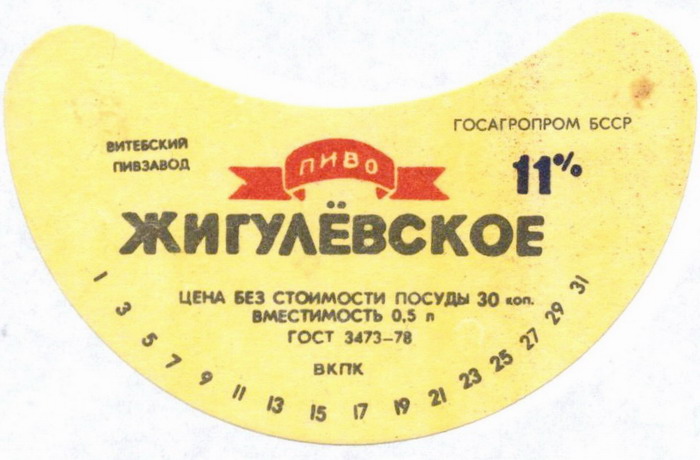 ВИТЕБСКИЙ
ПИВЗАВОД
ГОСАГРОПРОМ БССР
11%
ПИВО
ЖИГУЛЁВСКОЕ
ЦЕНА БЕЗ СТОИМОСТИ ПОСУДЫ 30 коп.
ВМЕСТИМОСТЬ 0,5 л
ГОСТ 3473-78
ВКПК
1 3 5 7 9 11 13 15 17 19 21 23 25 27 29 31